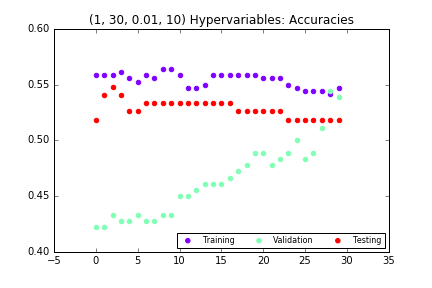 (1, 30, 0.01, 10) Hypervariables: Accuracies
0.60
0.55
0.50
0.45
0.40
Training Validation Testing
−5 0 5 10 15 20 25 30 35